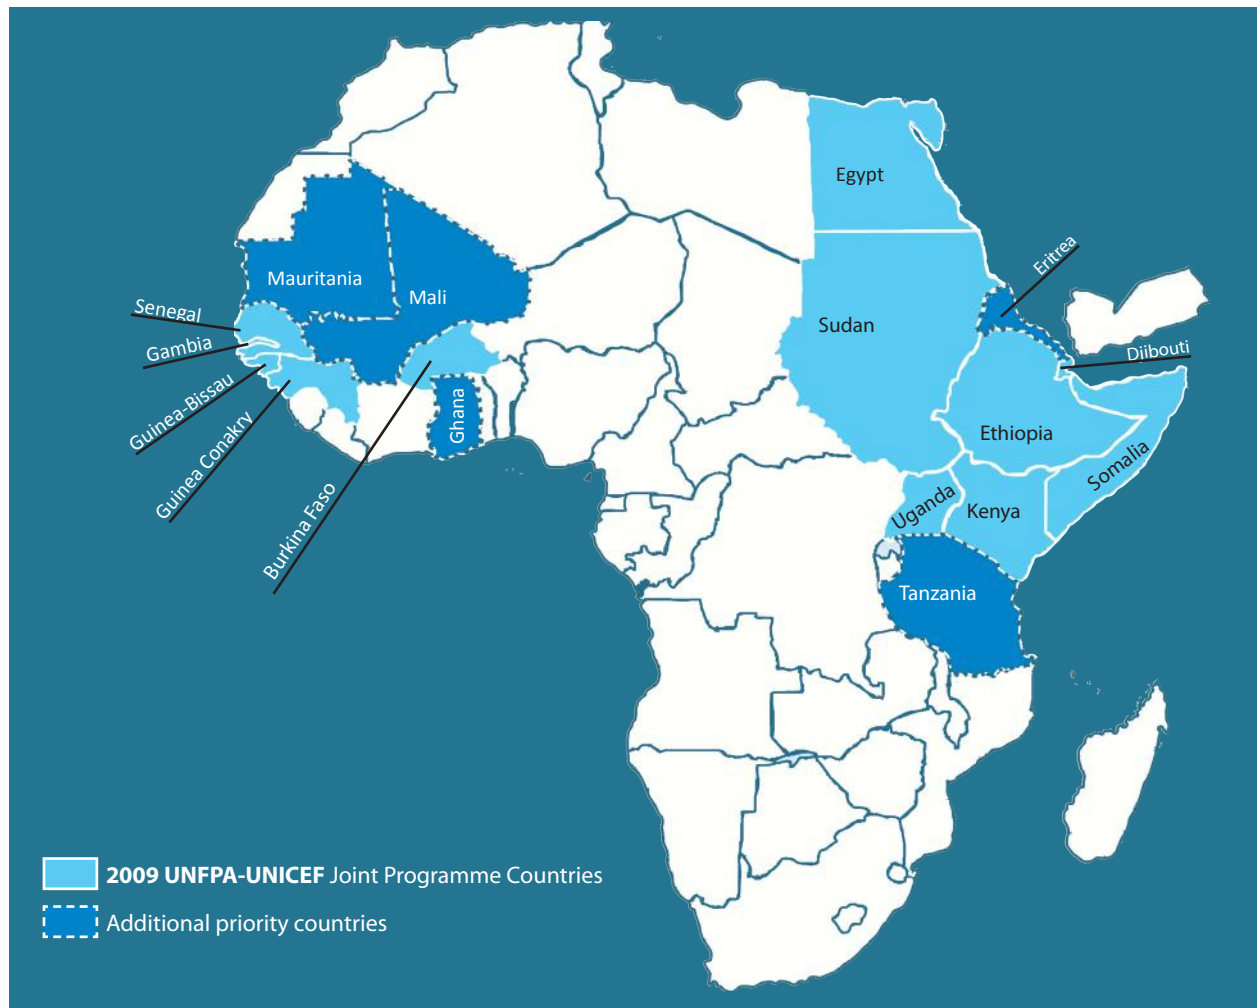 Egypt
Eritrea
Mauritania
Mali
Senegal
Sudan
Gambia
Djibouti
Guinea-Bissau
Ghana
Ethiopia
Guinea Conakry
Somalia
Burkina Faso
Uganda
Kenya
Tanzania
2009 UNFPA-UNICEF Joint Programme Countries
Additional priority countries